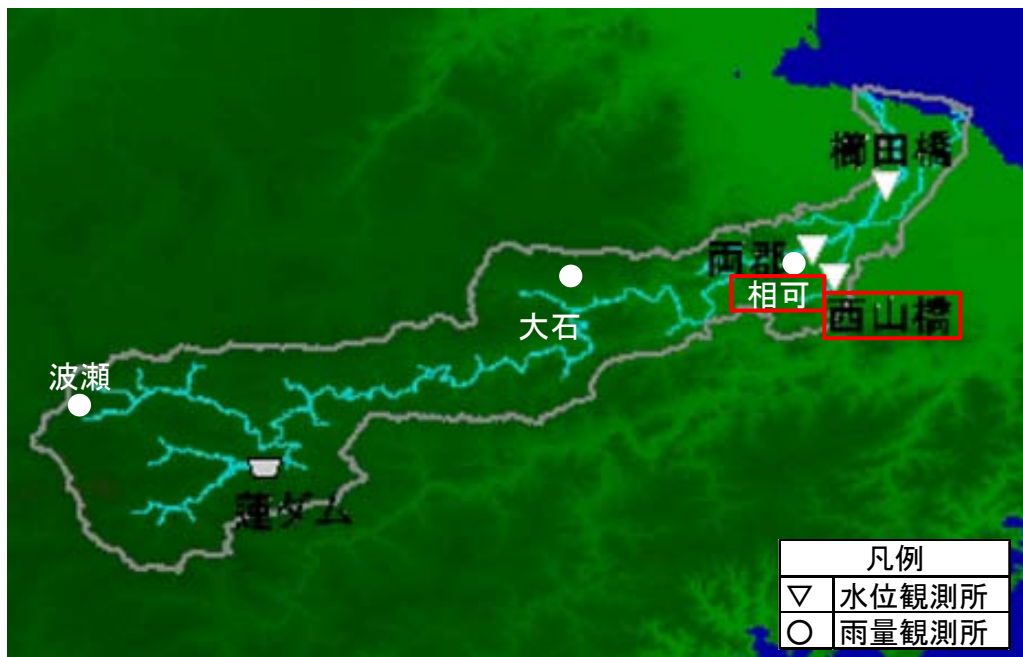 櫛田橋
両郡
相可
西山橋
大石
波瀬
蓮ダム
凡例
▽ 水位観測所
○ 雨量観測所